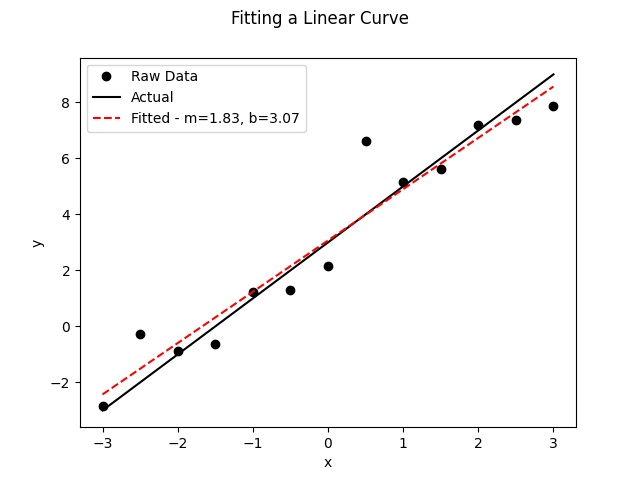 Fitting a Linear Curve
Raw Data
Actual
Fitted - m=1.83, b=3.07
8
6
4
2
0
−2
y
−3
−2
−1
0
1
2
3
x